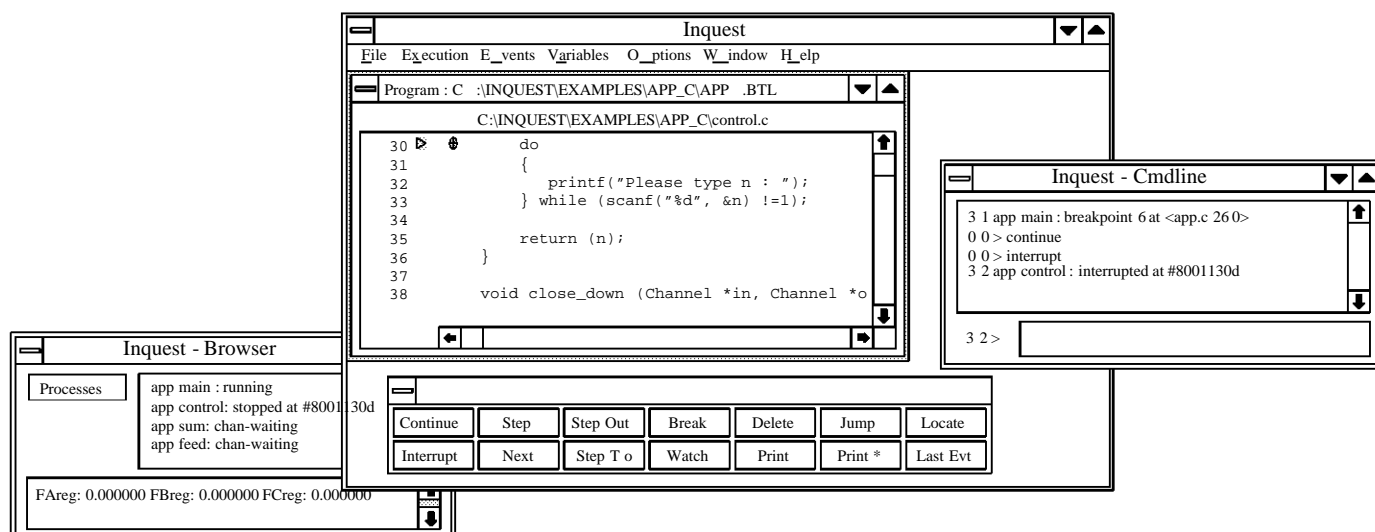 Inquest
File Execution E_vents Variables O_ptions W_indow H_elp
Program : C :\INQUEST\EXAMPLES\APP_C\APP .BTL
C:\INQUEST\EXAMPLES\APP_C\control.c
30 do
31 {
32 printf("Please type n : ");
33 } while (scanf("%d", &n) !=1);
34
35 return (n);
36 }
37
38 void close_down (Channel *in, Channel *o
Inquest - Cmdline
3 1 app main : breakpoint 6 at <app.c 26 0>
0 0 > continue
0 0 > interrupt
3 2 app control : interrupted at #8001130d
3 2 >
Inquest - Browser
Processes
app main : running
app control: stopped at #8001130d
app sum: chan-waiting
app feed: chan-waiting
FAreg: 0.000000 FBreg: 0.000000 FCreg: 0.000000
Continue Step Step Out Break Delete Jump Locate
Interrupt Next Step T o Watch Print Print * Last Evt